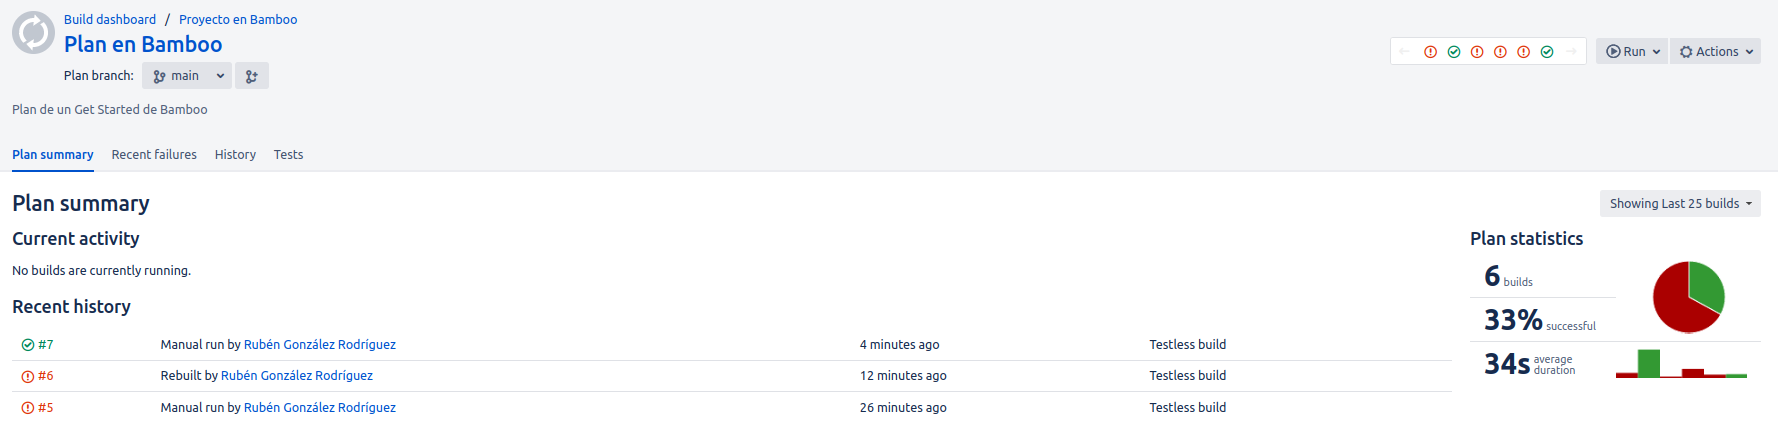 Build dashboard / Proyecto en Bamboo
Plan en Bamboo
Plan branch: main
Run Actions
Plan de un Get Started de Bamboo
Plan summary Recent failures History Tests
Plan summary
Showing Last 25 builds
Current activity
No builds are currently running.
Recent history
#7 Manual run by Rubén González Rodríguez 4 minutes ago Testless build
#6 Rebuilt by Rubén González Rodríguez 12 minutes ago Testless build
#5 Manual run by Rubén González Rodríguez 26 minutes ago Testless build
Plan statistics
6 builds
33% successful
34s average duration